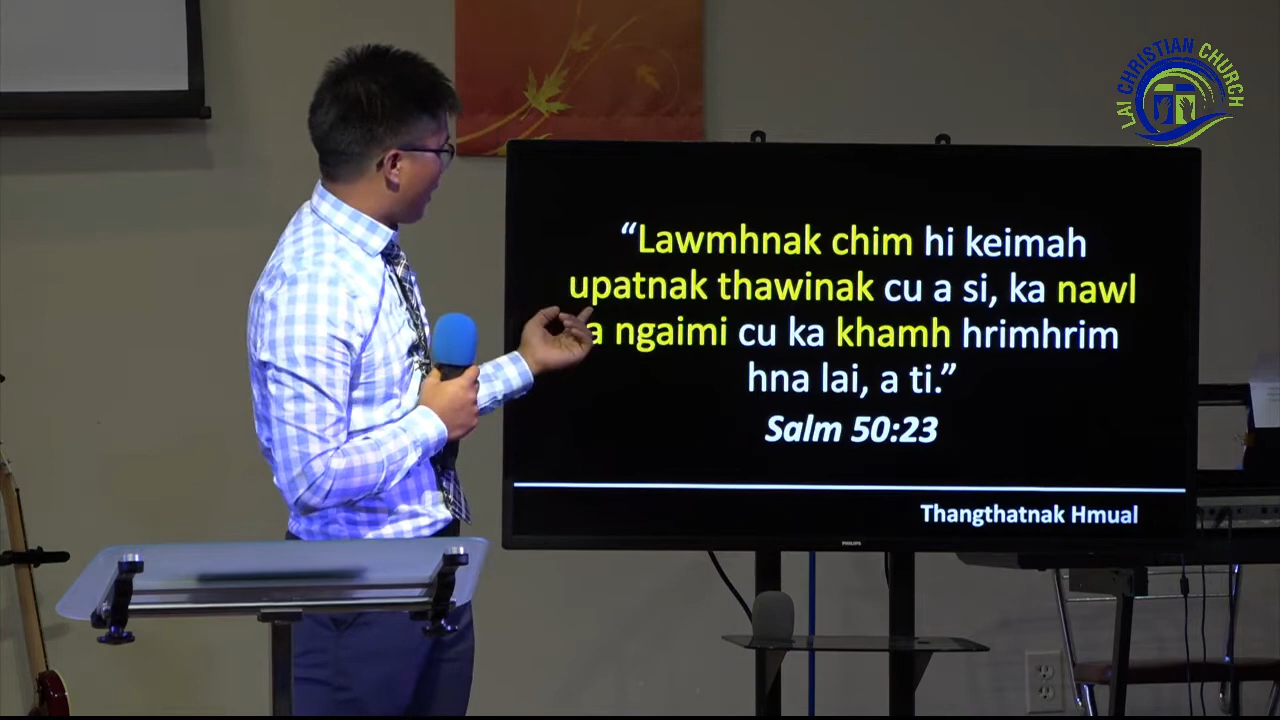 “Lawmhnak chim hi keimah
upatnak thawinak cu a si, ka nawl
a ngaimi cu ka khamh hrimhrim
hna lai, a ti.”
Salm 50:23
Thangthatnak Hmual
PHILIPS
LAI CHRISTIAN CHURCH